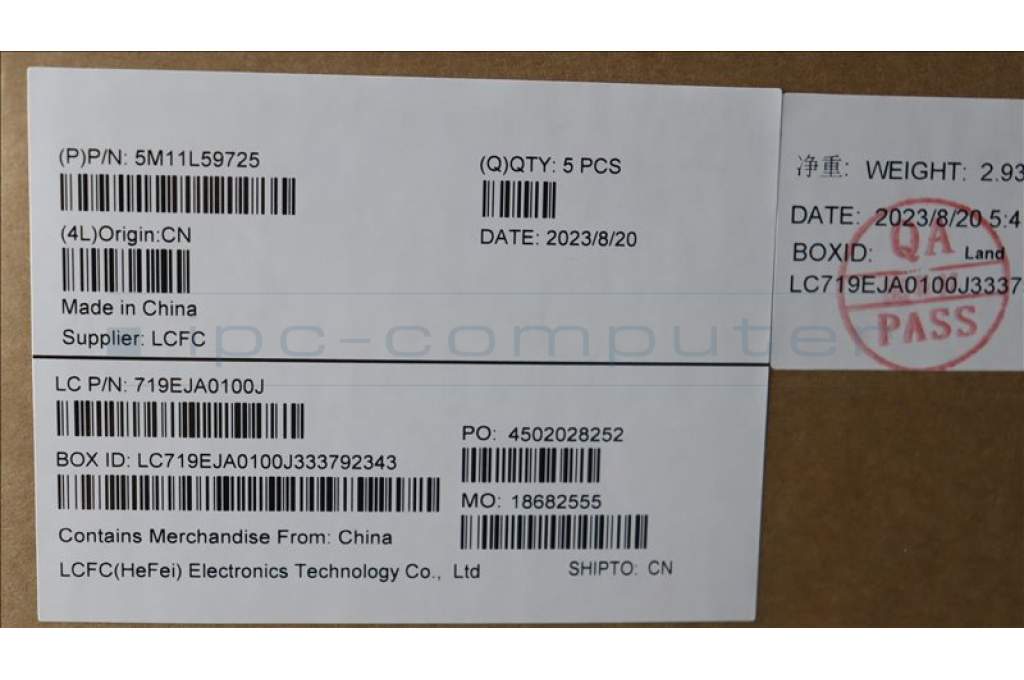 (P)P/N: 5M11L59725
(Q)QTY: 5 PCS
(4L)Origin:CN
DATE: 2023/8/20
Made in China
Supplier: LCFC
LC P/N: 719EJA0100J
PO: 4502028252
BOX ID: LC719EJA0100J333792343
MO: 18682555
Contains Merchandise From: China
LCFC(HeFei) Electronics Technology Co., Ltd
SHIPTO: CN
净重: WEIGHT: 2.93
DATE: 2023/8/20 5:4
BOXID: Land
LC719EJA0100J3337
QA
PASS
ipc-computer